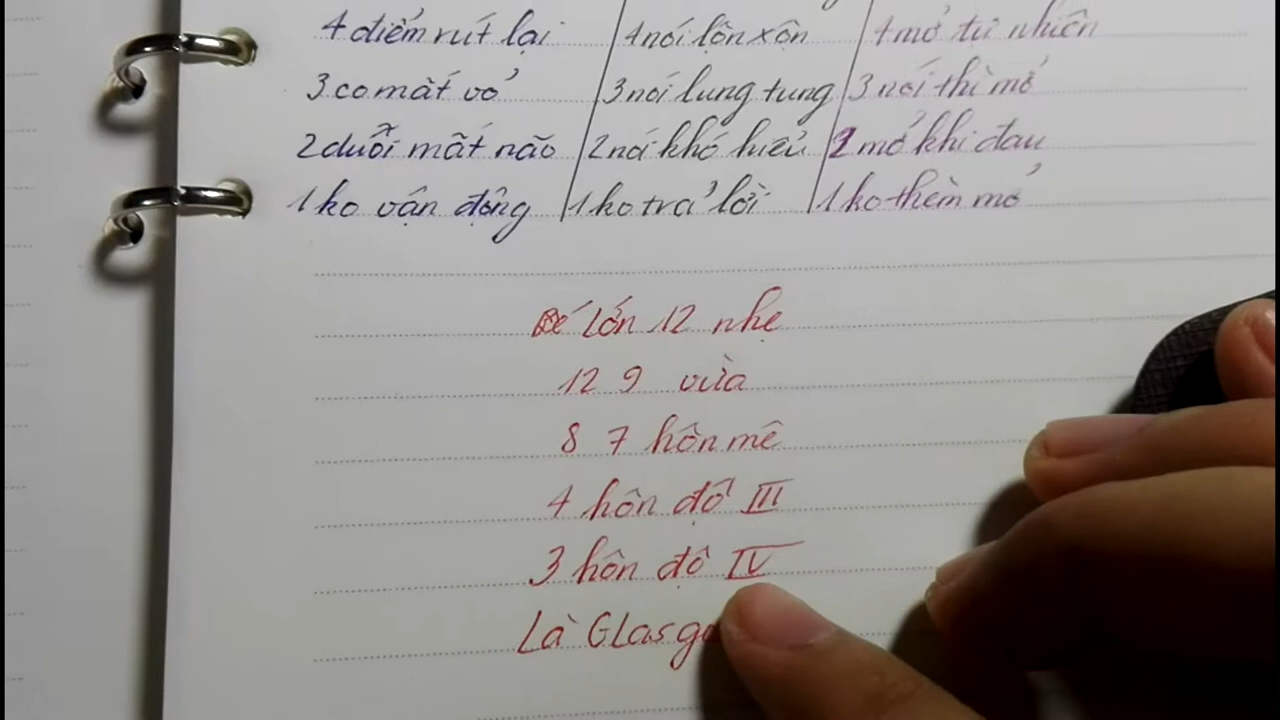 4 điểm rút lại 4 nói lộn xộn 4 mở tự nhiên
3 co mất vỏ 3 nói lung tung 3 nói thì mở
2 duỗi mất não 2 nói khó hiểu 2 mở khi đau
1 ko vận động 1 ko trả lời 1 ko thèm mở
Bé lớn 12 nhẹ
12 9 vừa
8 7 hôn mê
4 hôn độ III
3 hôn độ IV
Là